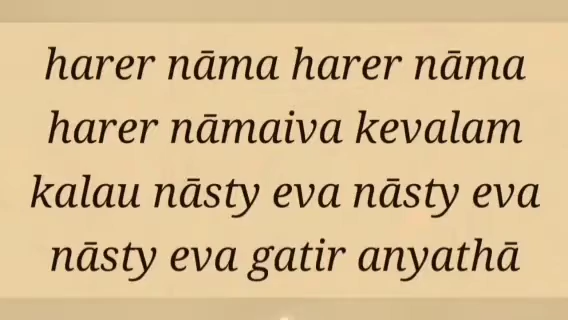 harer nāma harer nāma
harer nāmaiva kevalam
kalau nāsty eva nāsty eva
nāsty eva gatir anyathā